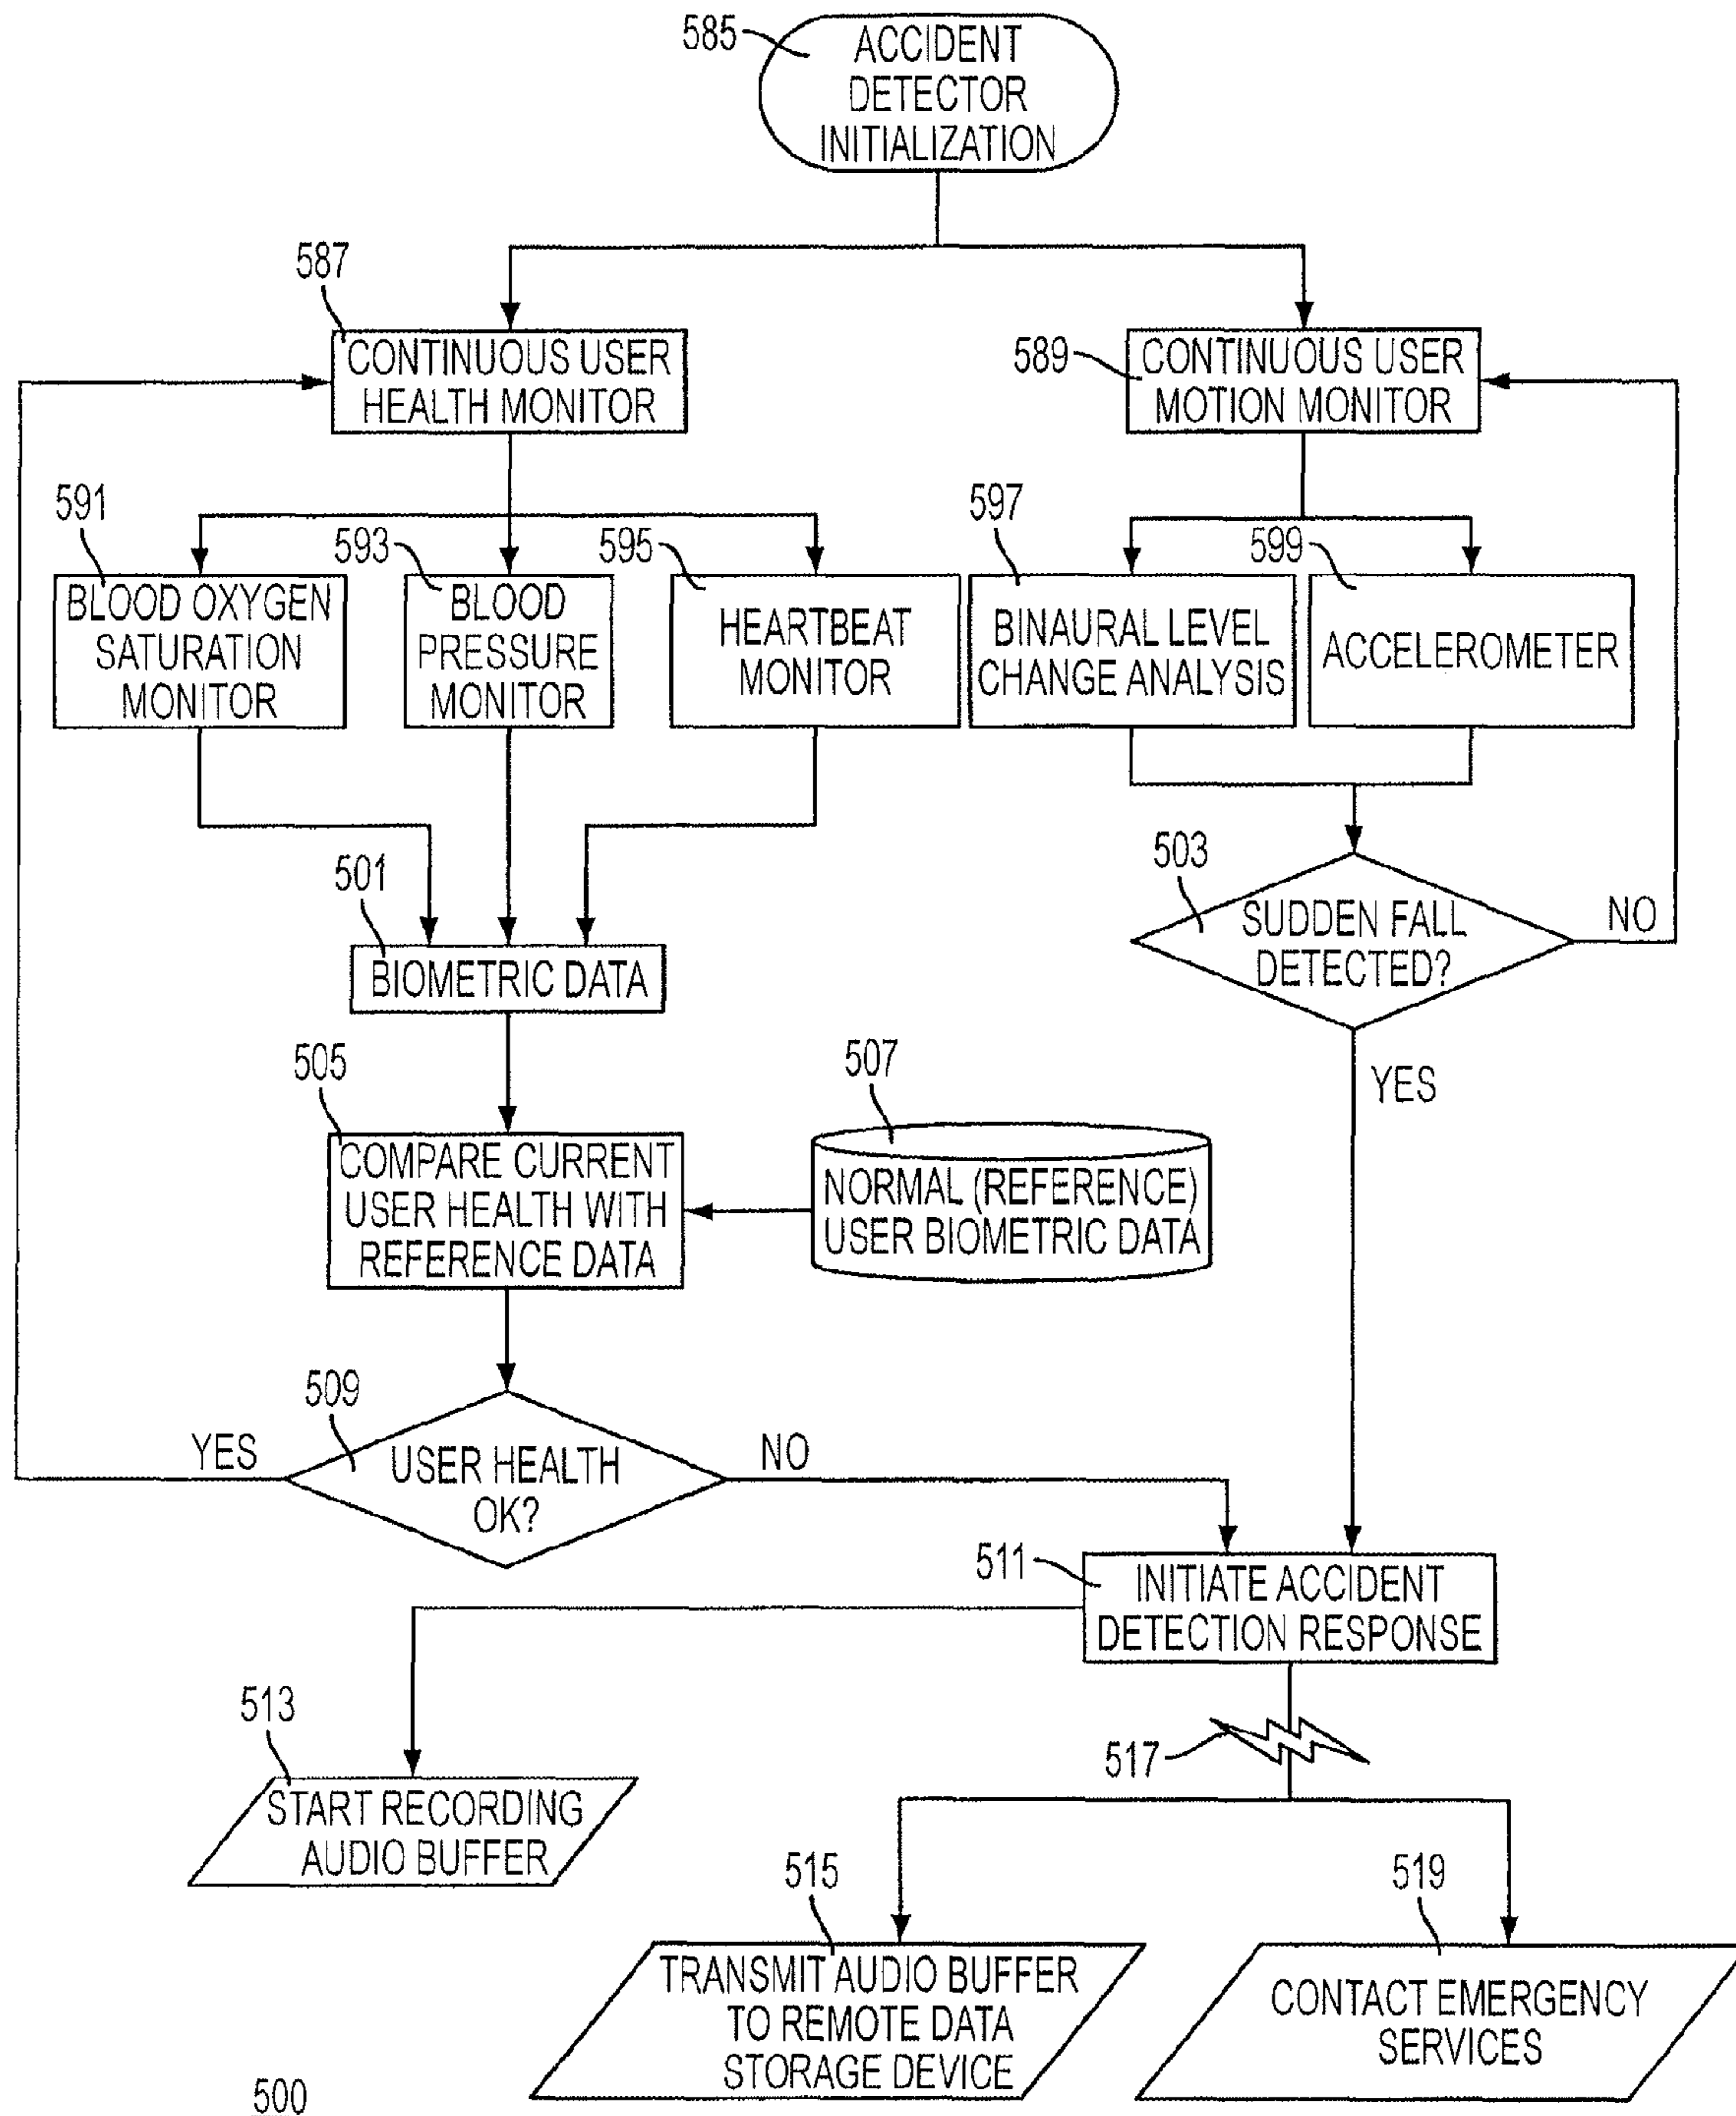 585
ACCIDENT
DETECTOR
INITIALIZATION
587
CONTINUOUS USER
HEALTH MONITOR
589
CONTINUOUS USER
MOTION MONITOR
591
BLOOD OXYGEN
SATURATION
MONITOR
593
BLOOD
PRESSURE
MONITOR
595
HEARTBEAT
MONITOR
597
BINAURAL LEVEL
CHANGE ANALYSIS
599
ACCELEROMETER
501
BIOMETRIC DATA
503
SUDDEN FALL
DETECTED?
NO
YES
505
COMPARE CURRENT
USER HEALTH WITH
REFERENCE DATA
507
NORMAL (REFERENCE)
USER BIOMETRIC DATA
509
USER HEALTH
OK?
YES
NO
511
INITIATE ACCIDENT
DETECTION RESPONSE
513
START RECORDING
AUDIO BUFFER
517
515
TRANSMIT AUDIO BUFFER
TO REMOTE DATA
STORAGE DEVICE
519
CONTACT EMERGENCY
SERVICES
500